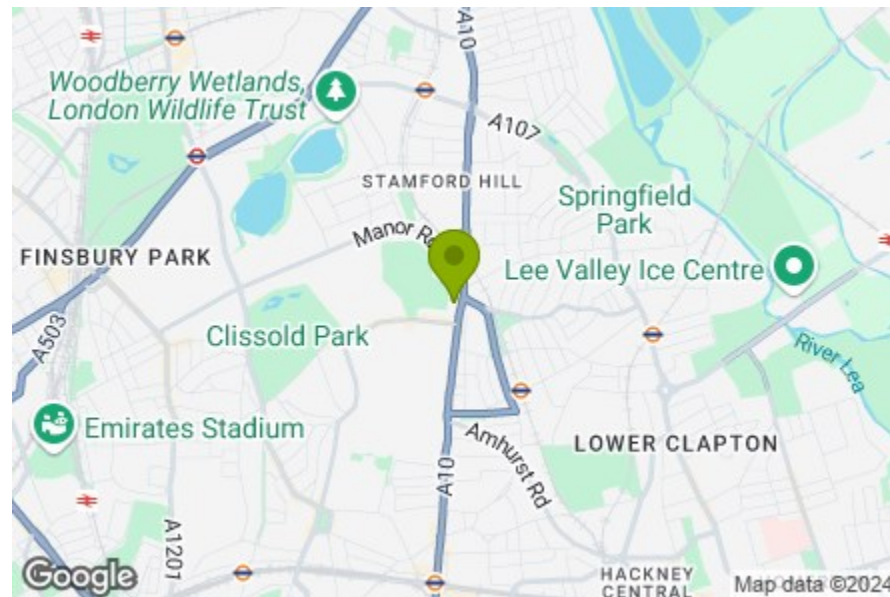 A10
Woodberry Wetlands,
London Wildlife Trust
A107
STAMFORD HILL
Springfield
Park
Manor Rd
FINSBURY PARK
Lee Valley Ice Centre
A503
Clissold Park
River Lea
Emirates Stadium
LOWER CLAPTON
Amhurst Rd
A10
A1201
HACKNEY
CENTRAL
Google
Map data ©2024